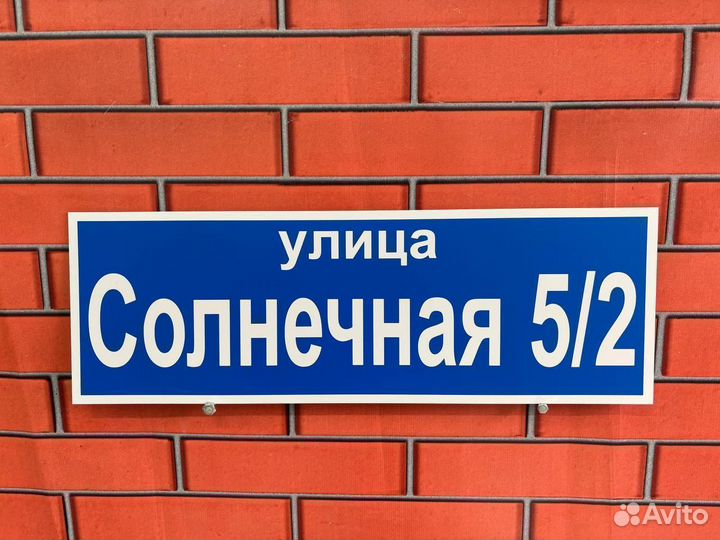 улица
Солнечная 5/2
Avito